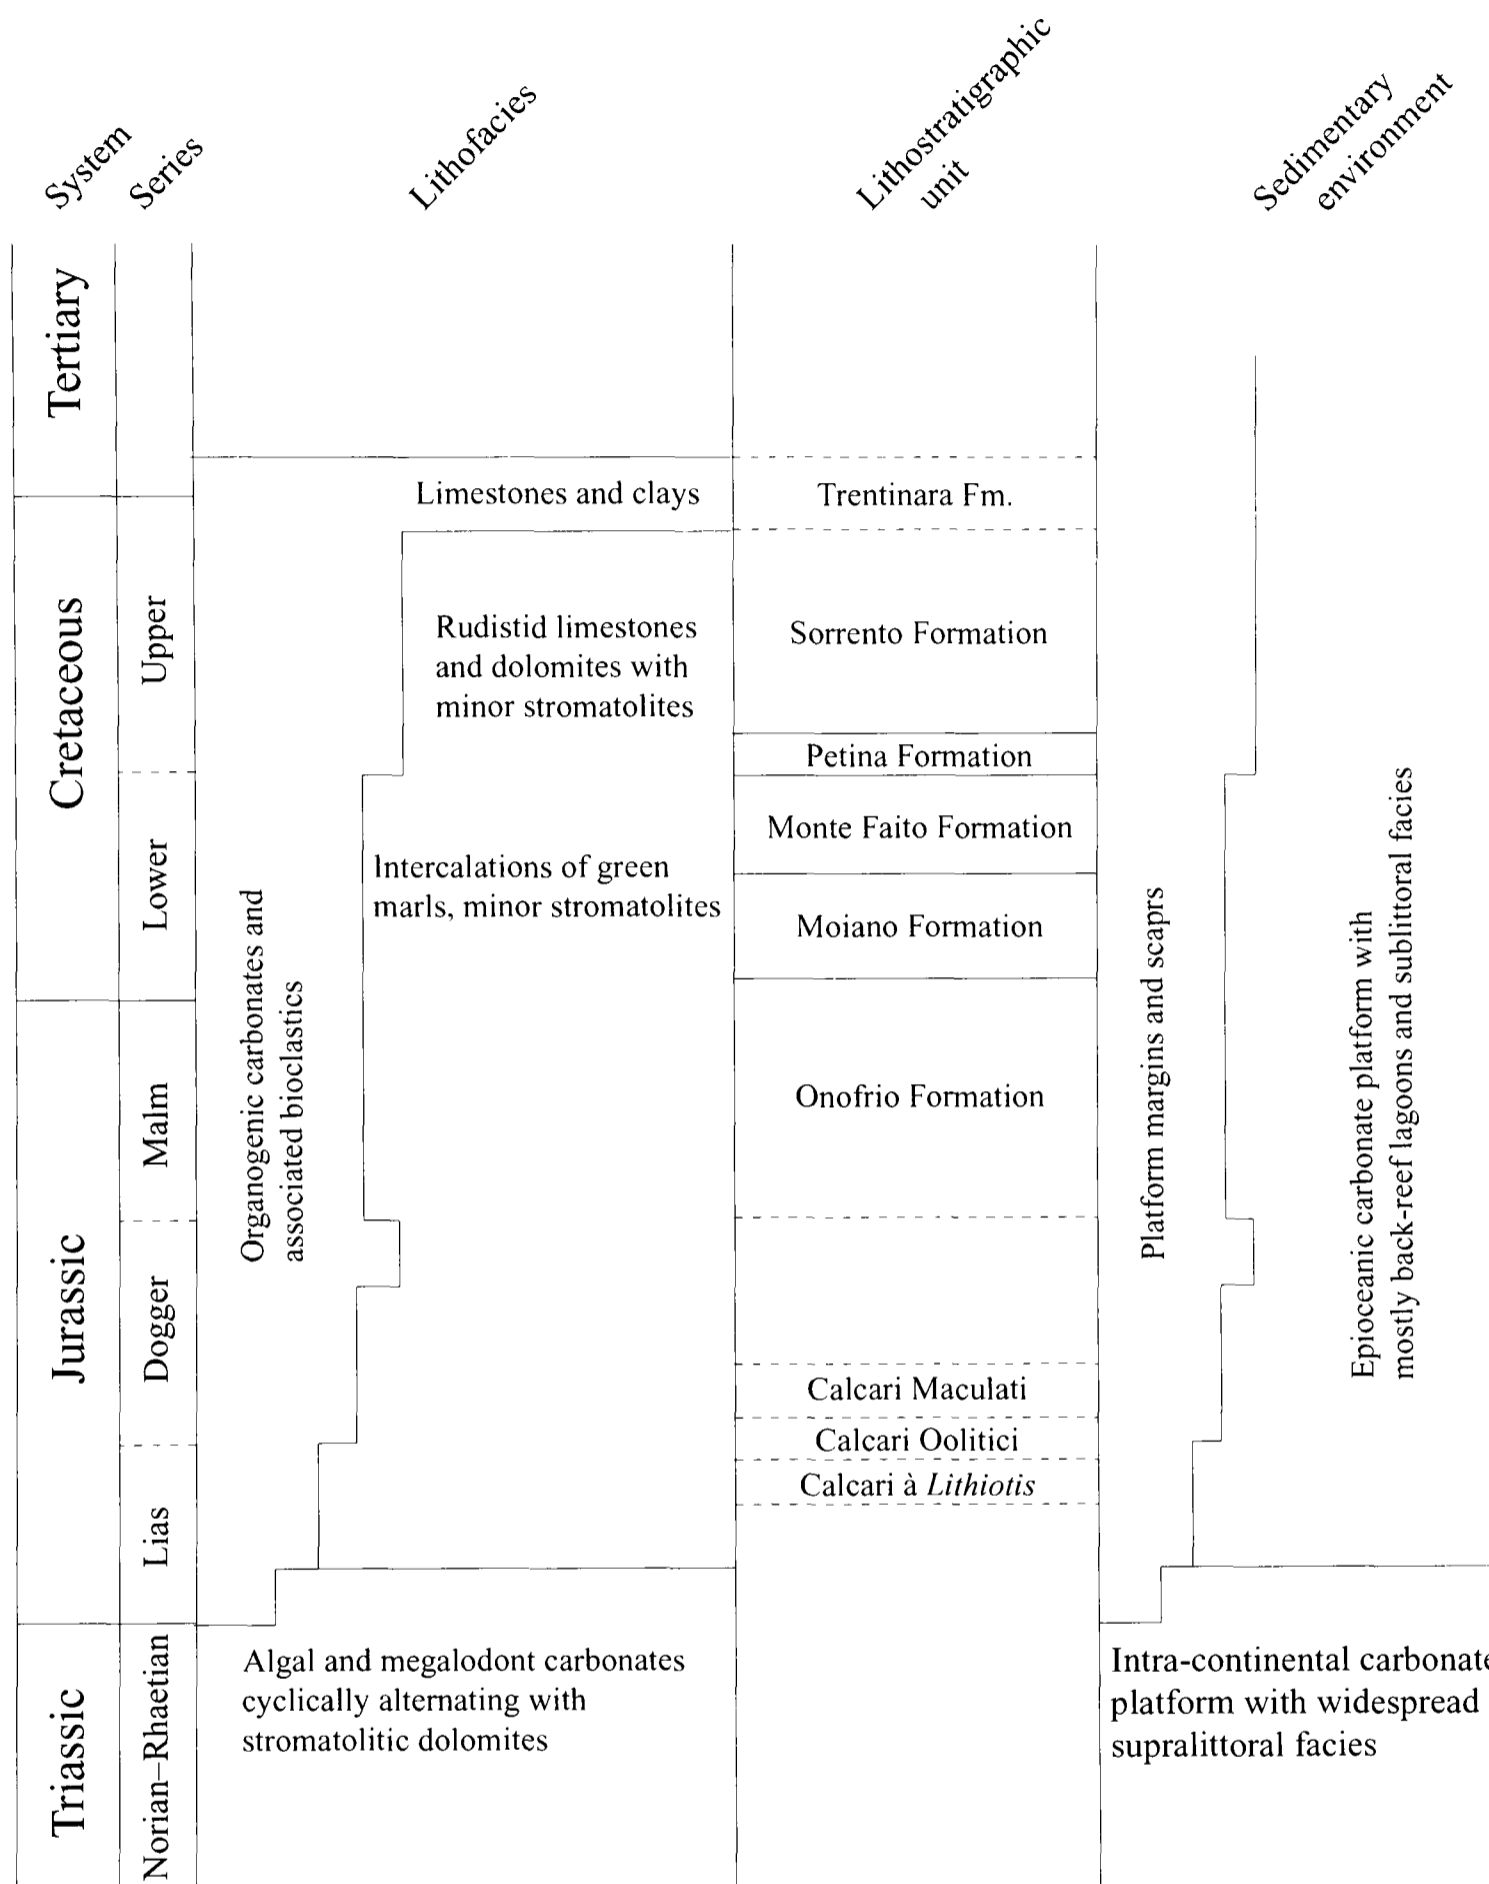 System
Series
Lithofacies
Lithostratigraphic
unit
Sedimentary
environment
Tertiary
Cretaceous
Jurassic
Triassic
Upper
Lower
Malm
Dogger
Lias
Norian–Rhaetian
Organogenic carbonates and
associated bioclastics
Limestones and clays
Rudistid limestones
and dolomites with
minor stromatolites
Intercalations of green
marls, minor stromatolites
Algal and megalodont carbonates
cyclically alternating with
stromatolitic dolomites
Trentinara Fm.
Sorrento Formation
Petina Formation
Monte Faito Formation
Moiano Formation
Onofrio Formation
Calcari Maculati
Calcari Oolitici
Calcari à Lithiotis
Platform margins and scaprs
Epioceanic carbonate platform with
mostly back-reef lagoons and sublittoral facies
Intra-continental carbonate
platform with widespread
supralittoral facies